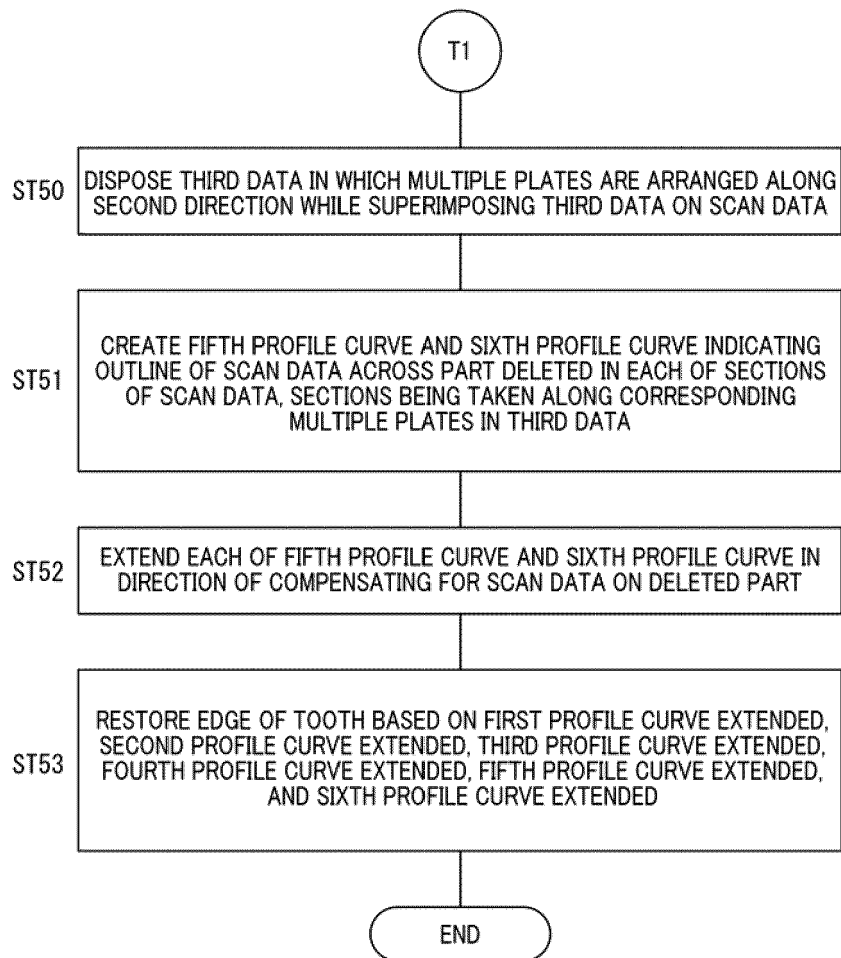 T1
ST50
DISPOSE THIRD DATA IN WHICH MULTIPLE PLATES ARE ARRANGED ALONG
SECOND DIRECTION WHILE SUPERIMPOSING THIRD DATA ON SCAN DATA
ST51
CREATE FIFTH PROFILE CURVE AND SIXTH PROFILE CURVE INDICATING
OUTLINE OF SCAN DATA ACROSS PART DELETED IN EACH OF SECTIONS
OF SCAN DATA, SECTIONS BEING TAKEN ALONG CORRESPONDING
MULTIPLE PLATES IN THIRD DATA
ST52
EXTEND EACH OF FIFTH PROFILE CURVE AND SIXTH PROFILE CURVE IN
DIRECTION OF COMPENSATING FOR SCAN DATA ON DELETED PART
ST53
RESTORE EDGE OF TOOTH BASED ON FIRST PROFILE CURVE EXTENDED,
SECOND PROFILE CURVE EXTENDED, THIRD PROFILE CURVE EXTENDED,
FOURTH PROFILE CURVE EXTENDED, FIFTH PROFILE CURVE EXTENDED,
AND SIXTH PROFILE CURVE EXTENDED
END